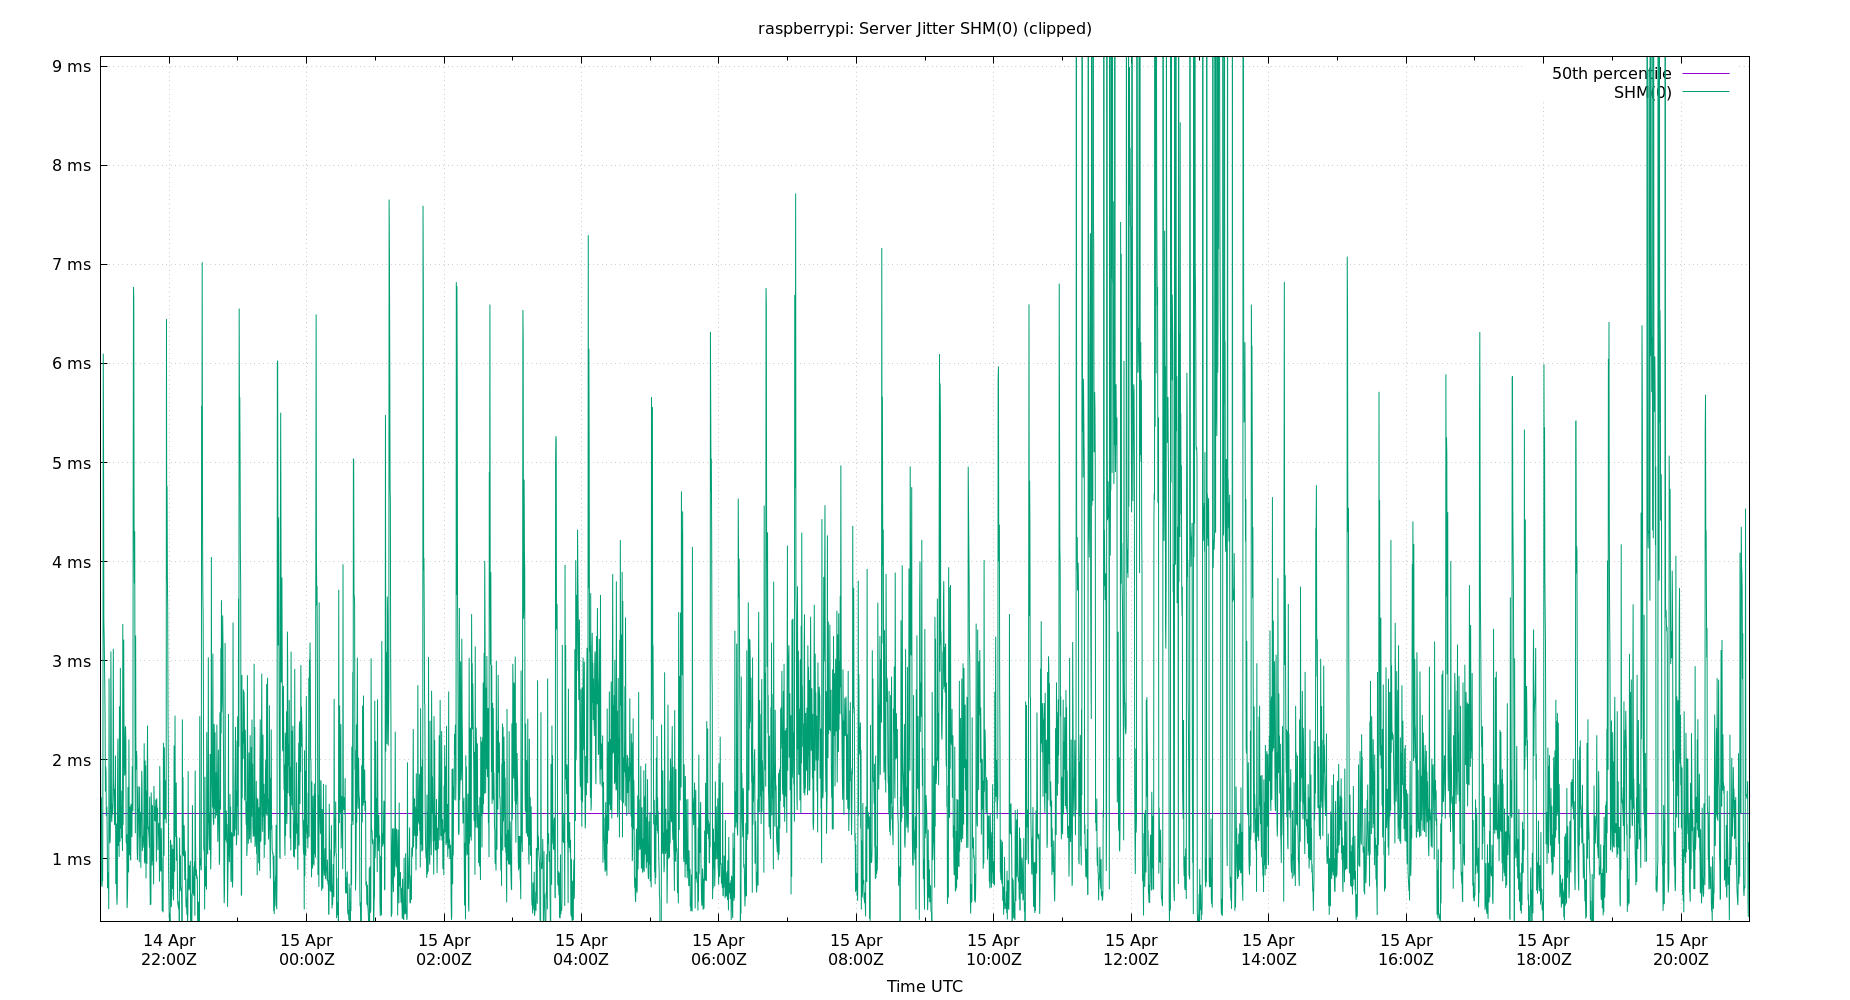 raspberrypi: Server Jitter SHM(0) (clipped)
9 ms
8 ms
7 ms
6 ms
5 ms
4 ms
3 ms
2 ms
1 ms
50th percentile
SHM(0)
14 Apr 15 Apr 15 Apr 15 Apr 15 Apr 15 Apr 15 Apr 15 Apr 15 Apr 15 Apr 15 Apr 15 Apr
22:00Z 00:00Z 02:00Z 04:00Z 06:00Z 08:00Z 10:00Z 12:00Z 14:00Z 16:00Z 18:00Z 20:00Z
Time UTC